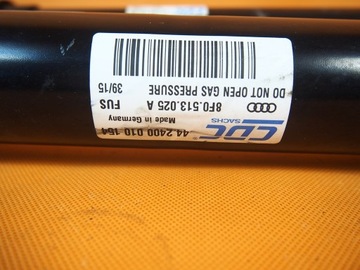 44 2400 010 154
Made in Germany
CDC
SACHS
8F0.513.025 A
FUS
DO NOT OPEN GAS PRESSURE
39/15